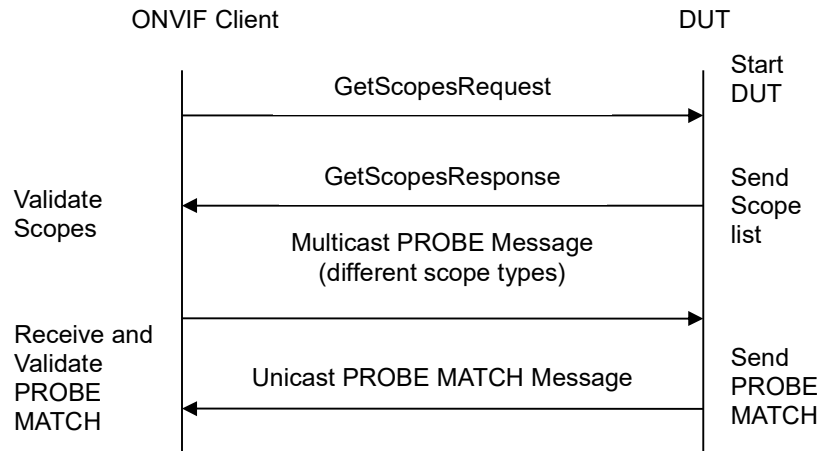 ONVIF Client
DUT
Start
DUT
GetScopesRequest
GetScopesResponse
Validate
Scopes
Send
Scope
list
Multicast PROBE Message
(different scope types)
Receive and
Validate
PROBE
MATCH
Unicast PROBE MATCH Message
Send
PROBE
MATCH